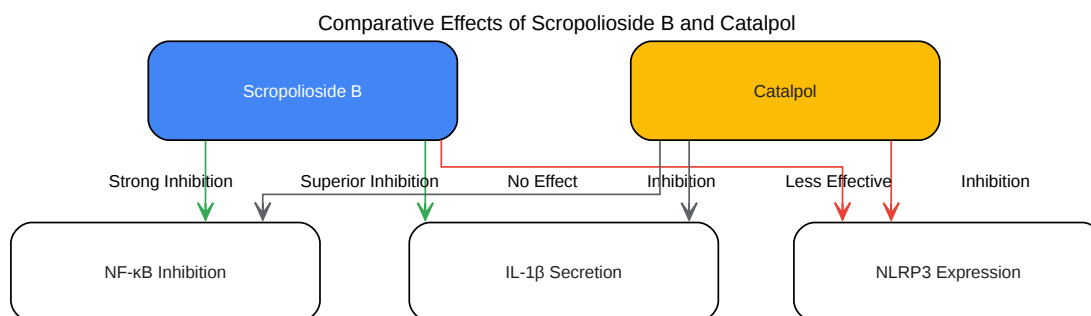 Comparative Effects of Scropolioside B and Catalpol
Scropolioside B
Catalpol
Strong Inhibition
Superior Inhibition
No Effect
Inhibition
Less Effective
Inhibition
NF-κB Inhibition
IL-1β Secretion
NLRP3 Expression